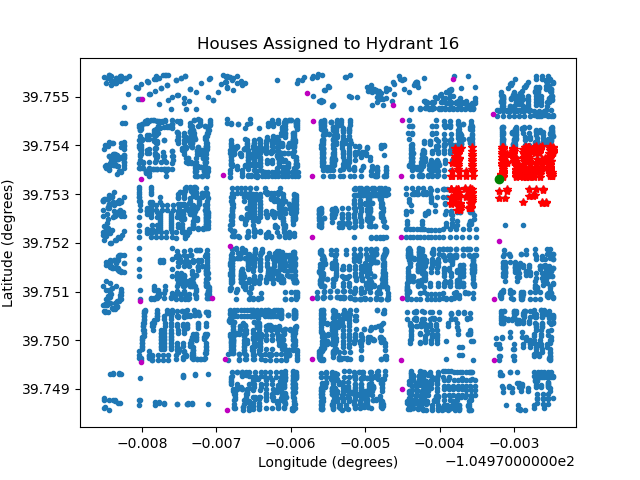 Houses Assigned to Hydrant 16
39.755
39.754
39.753
39.752
39.751
39.750
39.749
Latitude (degrees)
−0.008 −0.007 −0.006 −0.005 −0.004 −0.003
Longitude (degrees)
−1.0497000000e2